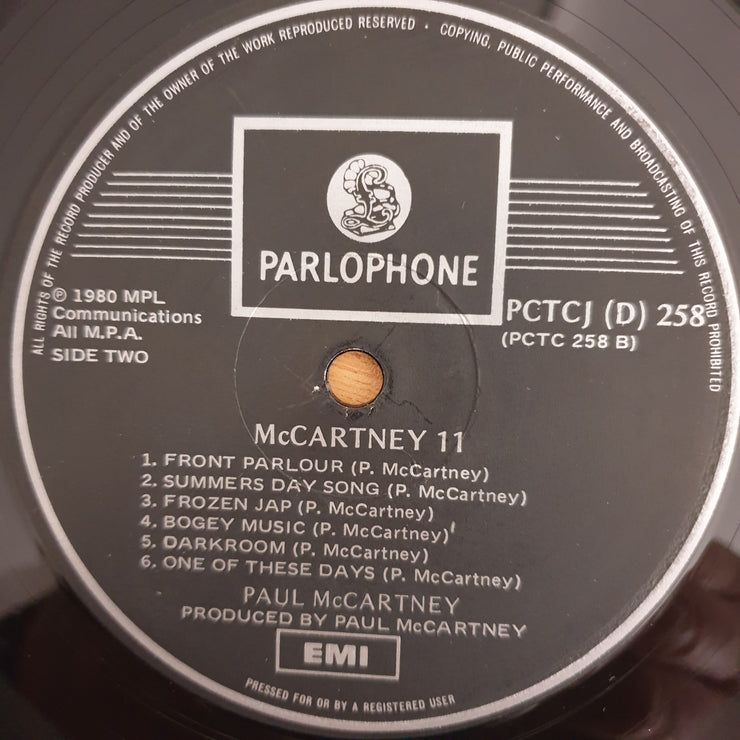 ALL RIGHTS OF THE RECORD PRODUCER AND OF THE OWNER OF THE WORK REPRODUCED RESERVED · COPYING, PUBLIC PERFORMANCE AND BROADCASTING OF THIS RECORD PROHIBITED
PARLOPHONE
℗ 1980 MPL
Communications
All M.P.A.
SIDE TWO
PCTCJ (D) 258
(PCTC 258 B)
McCARTNEY 11
1. FRONT PARLOUR (P. McCartney)
2. SUMMERS DAY SONG (P. McCartney)
3. FROZEN JAP (P. McCartney)
4. BOGEY MUSIC (P. McCartney)
5. DARKROOM (P. McCartney)
6. ONE OF THESE DAYS (P. McCartney)
PAUL McCARTNEY
PRODUCED BY PAUL McCARTNEY
EMI
PRESSED FOR OR BY A REGISTERED USER